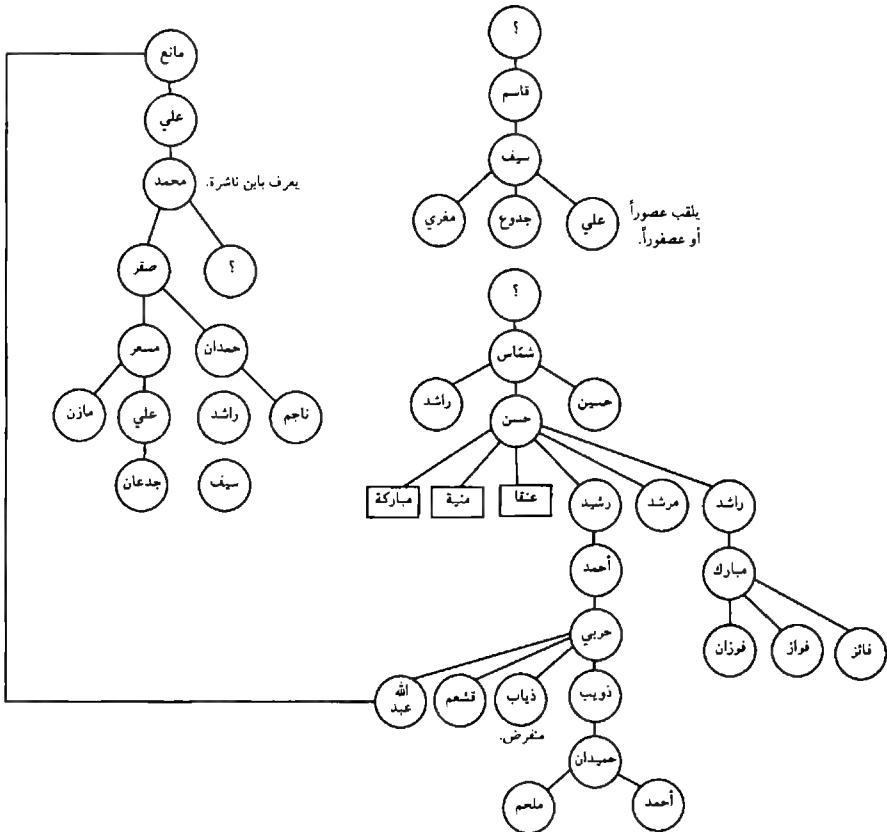 ؟
قاسم
سيف
علي
جدوع
مغري
يلقب عصوراً
أو عصفوراً.
؟
شمّاس
حسين
راشد
حسن
راشد
مرشد
رشيد
عنقا
منية
مباركة
أحمد
مبارك
حربي
فائز
فواز
فوزان
ذويب
ذياب
قشعم
الله
عبد
منقرض.
حميدان
أحمد
ملحم
مانع
علي
محمد
يعرف بابن ناشرة.
؟
صقر
حمدان
مسعر
ناجم
راشد
علي
مازن
سيف
جدعان